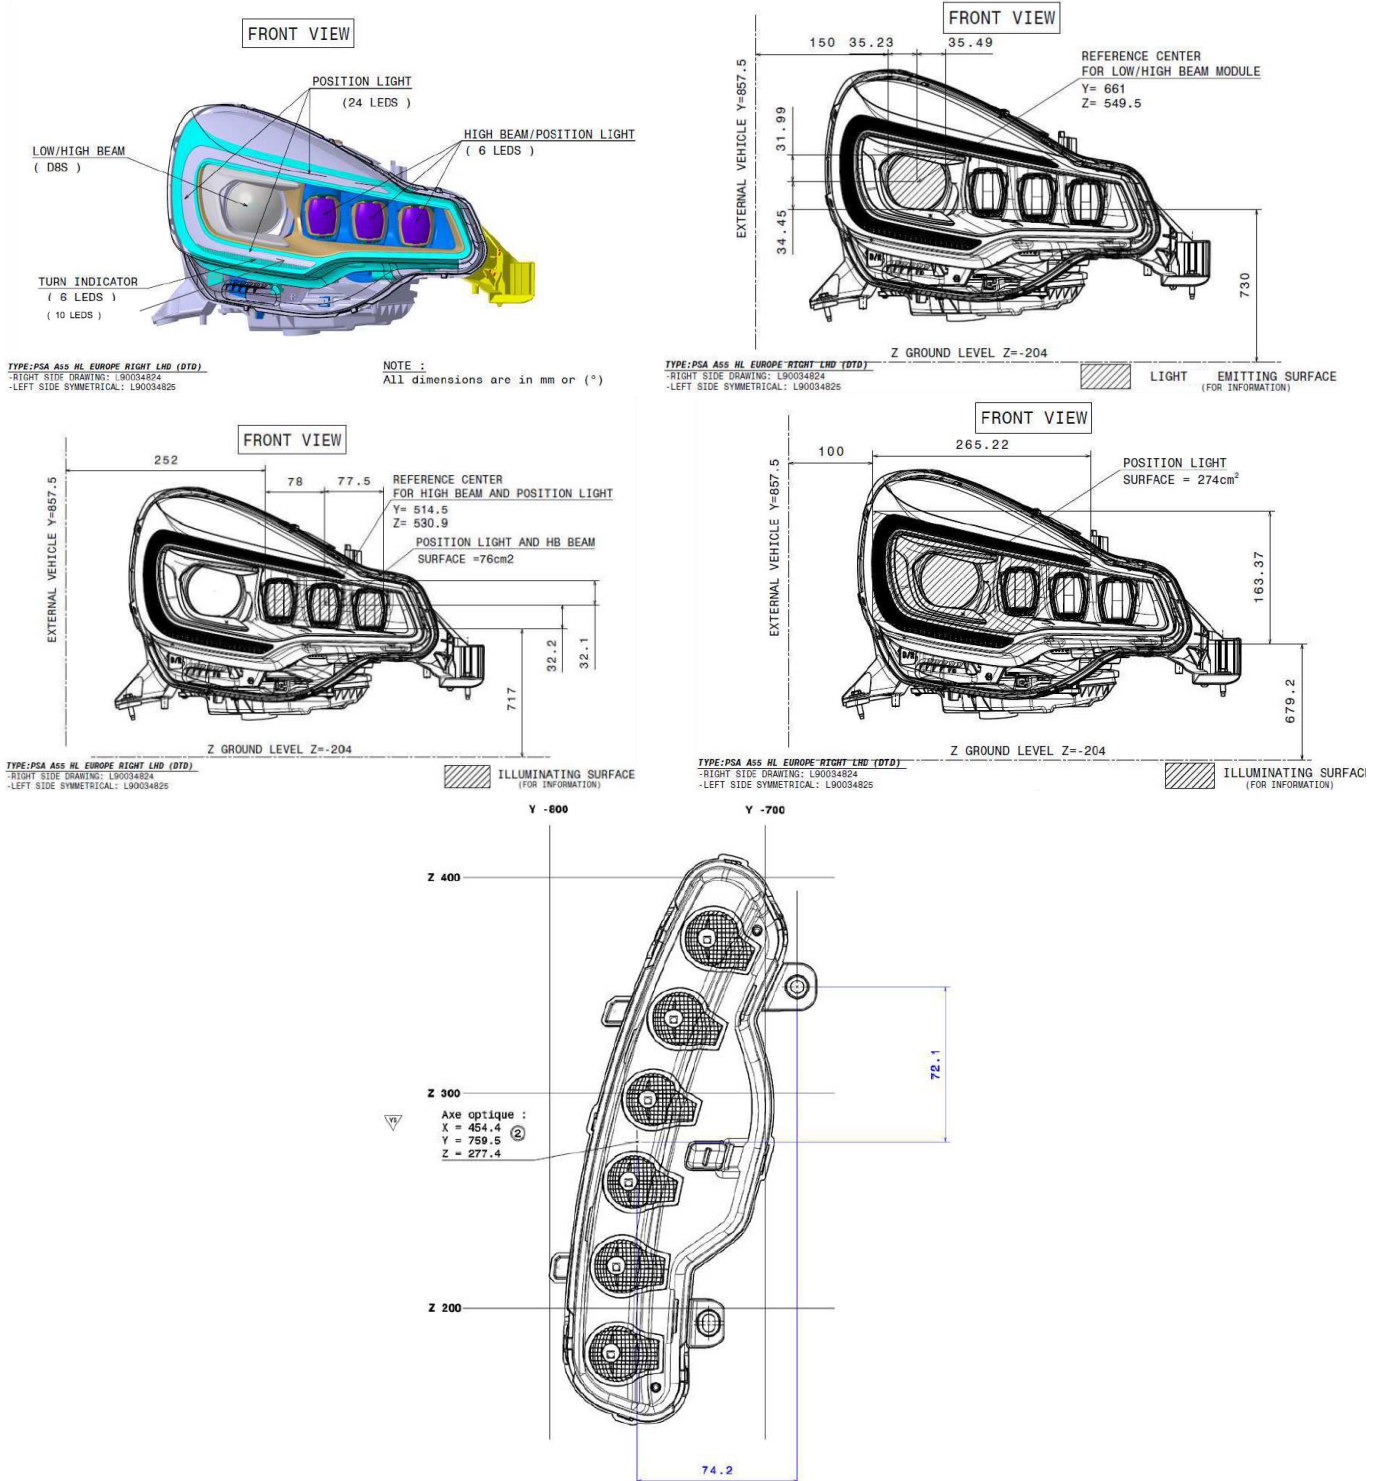 FRONT VIEW
POSITION LIGHT
(24 LEDS )
HIGH BEAM/POSITION LIGHT
( 6 LEDS )
LOW/HIGH BEAM
( D8S )
TURN INDICATOR
( 6 LEDS )
( 10 LEDS )
TYPE:PSA A55 HL EUROPE RIGHT LHD (DTD)
-RIGHT SIDE DRAWING: L90034824
-LEFT SIDE SYMMETRICAL: L90034825
NOTE :
All dimensions are in mm or (°)
FRONT VIEW
150
35.23
35.49
REFERENCE CENTER
FOR LOW/HIGH BEAM MODULE
Y= 661
Z= 549.5
EXTERNAL VEHICLE Y=857.5
31.99
34.45
730
Z GROUND LEVEL Z=-204
TYPE:PSA A55 HL EUROPE RIGHT LHD (DTD)
-RIGHT SIDE DRAWING: L90034824
-LEFT SIDE SYMMETRICAL: L90034825
LIGHT EMITTING SURFACE
(FOR INFORMATION)
FRONT VIEW
252
78
77.5
REFERENCE CENTER
FOR HIGH BEAM AND POSITION LIGHT
Y= 514.5
Z= 530.9
POSITION LIGHT AND HB BEAM
SURFACE =76cm2
EXTERNAL VEHICLE Y=857.5
32.2
32.1
717
Z GROUND LEVEL Z=-204
TYPE:PSA A55 HL EUROPE RIGHT LHD (DTD)
-RIGHT SIDE DRAWING: L90034824
-LEFT SIDE SYMMETRICAL: L90034825
ILLUMINATING SURFACE
(FOR INFORMATION)
FRONT VIEW
100
265.22
POSITION LIGHT
SURFACE = 274cm²
EXTERNAL VEHICLE Y=857.5
163.37
679.2
Z GROUND LEVEL Z=-204
TYPE:PSA A55 HL EUROPE RIGHT LHD (DTD)
-RIGHT SIDE DRAWING: L90034824
-LEFT SIDE SYMMETRICAL: L90034825
ILLUMINATING SURFAC
(FOR INFORMATION)
Y -800
Y -700
Z 400
Z 300
Axe optique :
X = 454.4
Y = 759.5
Z = 277.4
2
72.1
Z 200
74.2